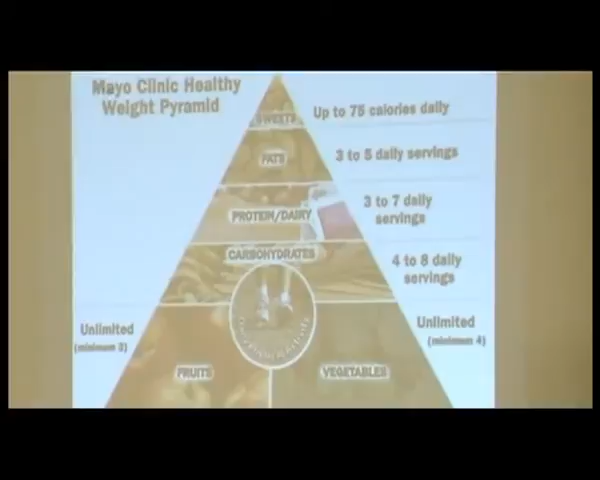 Mayo Clinic Healthy
Weight Pyramid
SWEETS
Up to 75 calories daily
FATS
3 to 5 daily servings
PROTEIN/DAIRY
3 to 7 daily
servings
CARBOHYDRATES
4 to 8 daily
servings
Unlimited
(minimum 3)
Unlimited
(minimum 4)
FRUITS
VEGETABLES